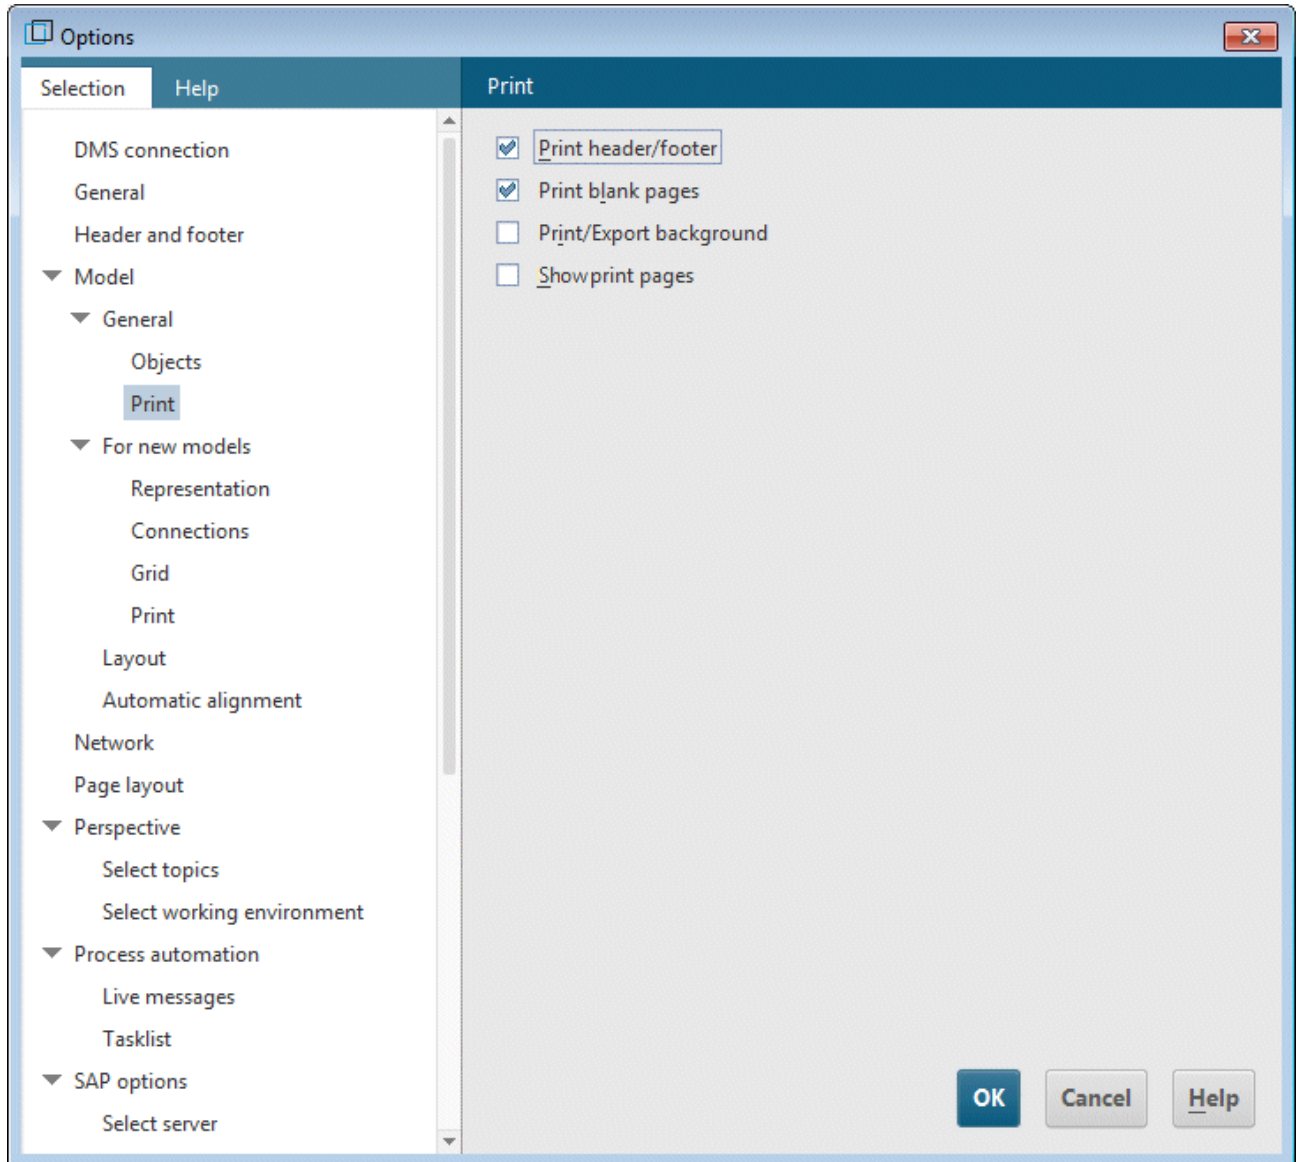 Options
Selection
Help
DMS connection
General
Header and footer
Model
General
Objects
Print
For new models
Representation
Connections
Grid
Print
Layout
Automatic alignment
Network
Page layout
Perspective
Select topics
Select working environment
Process automation
Live messages
Tasklist
SAP options
Select server
Print
Print header/footer
Print blank pages
Print/Export background
Show print pages
OK
Cancel
Help